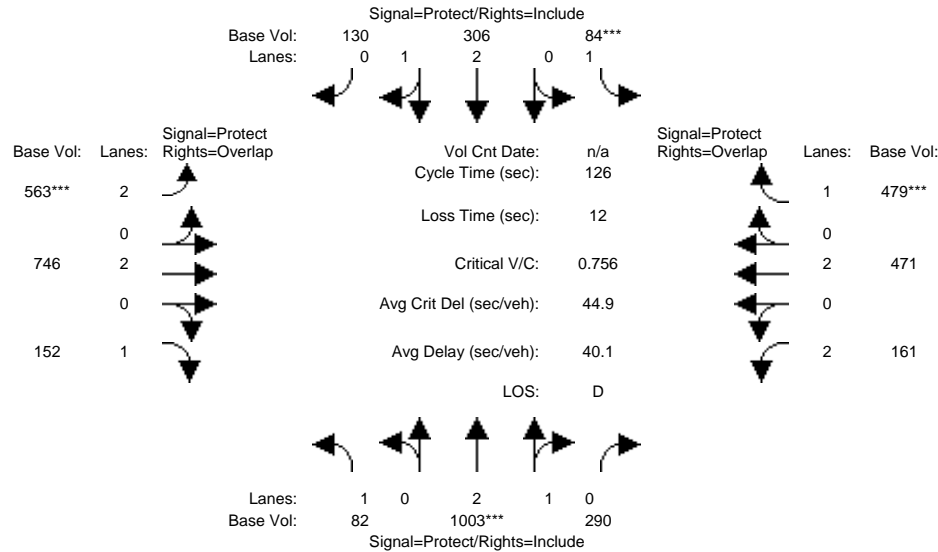 Signal=Protect/Rights=Include
Base Vol: 130 306 84***
Lanes: 0 1 2 0 1
Signal=Protect
Base Vol: Lanes: Rights=Overlap
Vol Cnt Date: n/a
Signal=Protect
Rights=Overlap Lanes: Base Vol:
Cycle Time (sec): 126
563*** 2
1 479***
Loss Time (sec): 12
0
0
746 2
Critical V/C: 0.756
2 471
0
Avg Crit Del (sec/veh): 44.9
0
152 1
Avg Delay (sec/veh): 40.1
2 161
LOS: D
Lanes: 1 0 2 1 0
Base Vol: 82 1003*** 290
Signal=Protect/Rights=Include